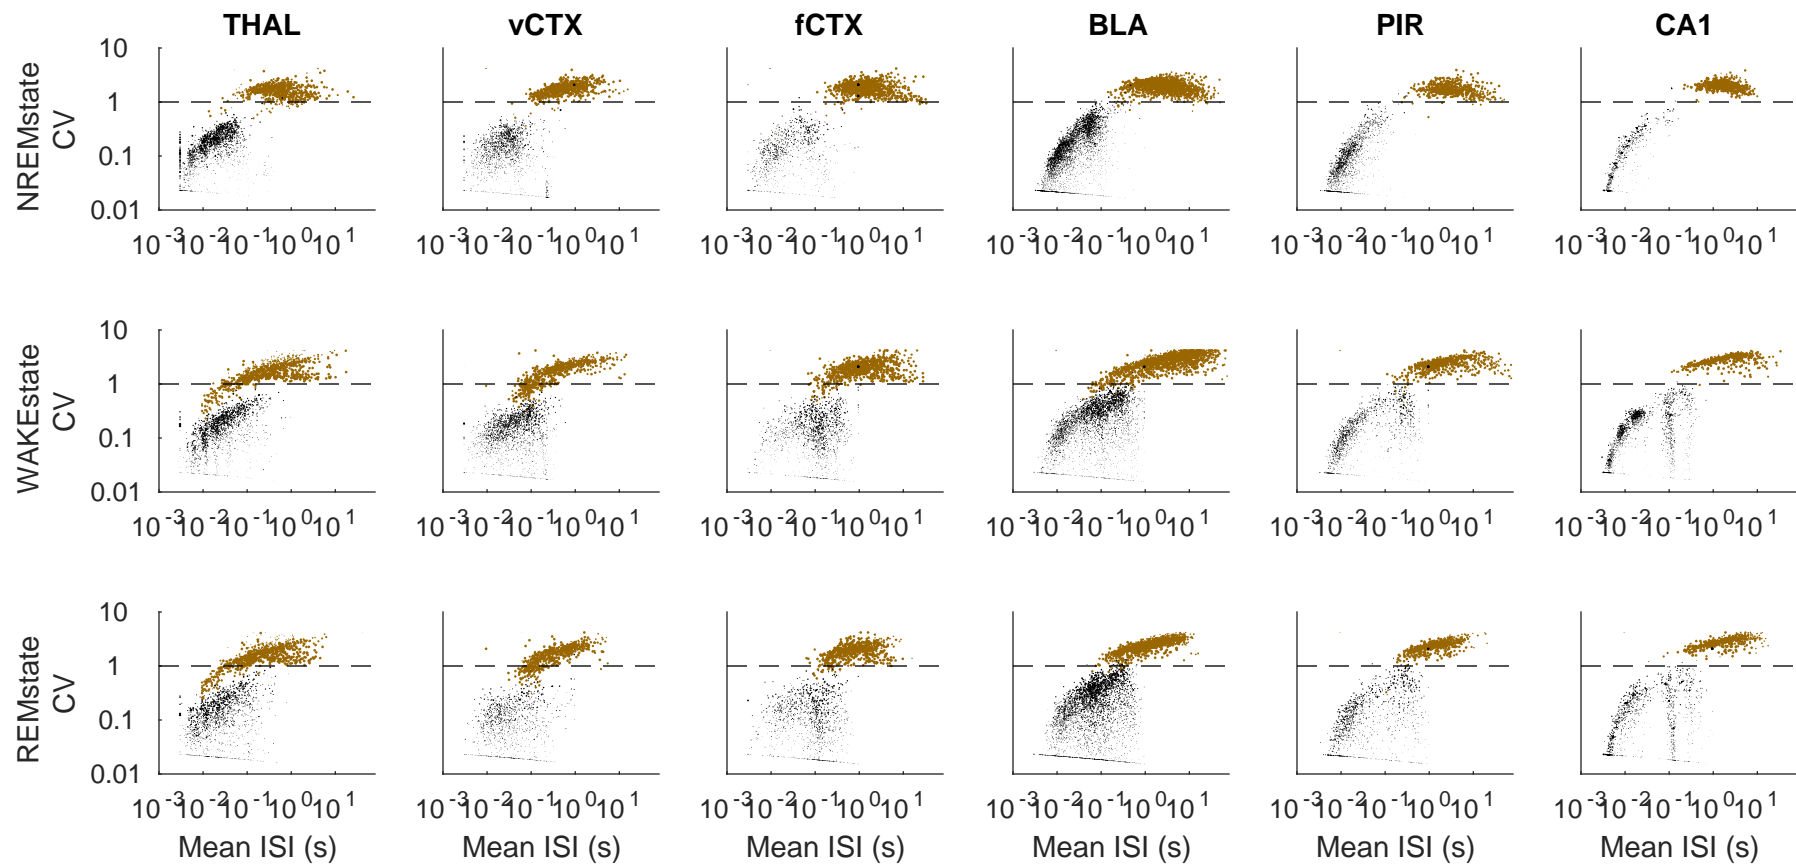 THAL vCTX fCTX BLA PIR CA1
NREMstate
CV
10
1
0.1
0.01
10^-3 10^-2 10^-1 10^0 10^1 10^-3 10^-2 10^-1 10^0 10^1 10^-3 10^-2 10^-1 10^0 10^1 10^-3 10^-2 10^-1 10^0 10^1 10^-3 10^-2 10^-1 10^0 10^1 10^-3 10^-2 10^-1 10^0 10^1
WAKEstate
CV
10
1
0.1
0.01
10^-3 10^-2 10^-1 10^0 10^1 10^-3 10^-2 10^-1 10^0 10^1 10^-3 10^-2 10^-1 10^0 10^1 10^-3 10^-2 10^-1 10^0 10^1 10^-3 10^-2 10^-1 10^0 10^1 10^-3 10^-2 10^-1 10^0 10^1
REMstate
CV
10
1
0.1
0.01
10^-3 10^-2 10^-1 10^0 10^1 10^-3 10^-2 10^-1 10^0 10^1 10^-3 10^-2 10^-1 10^0 10^1 10^-3 10^-2 10^-1 10^0 10^1 10^-3 10^-2 10^-1 10^0 10^1 10^-3 10^-2 10^-1 10^0 10^1
Mean ISI (s) Mean ISI (s) Mean ISI (s) Mean ISI (s) Mean ISI (s) Mean ISI (s)